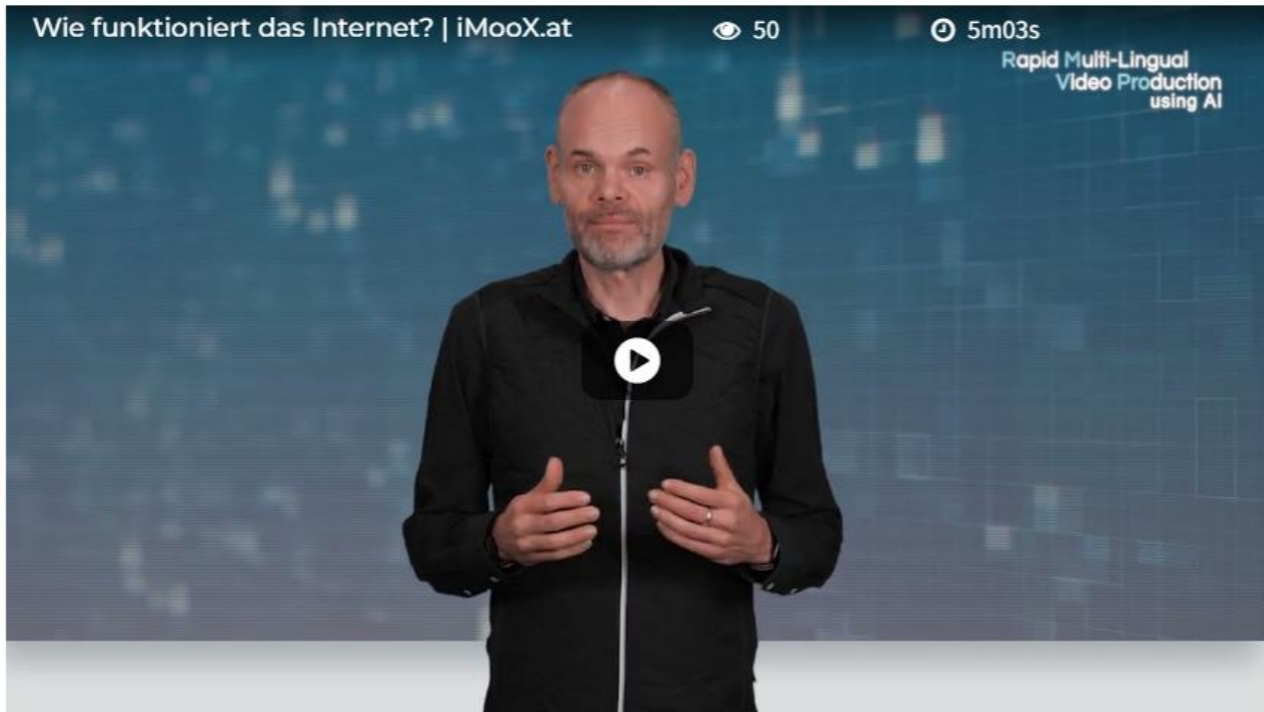 Wie funktioniert das Internet? | iMooX.at
50
5m03s
Rapid Multi-Lingual
Video Production
using AI